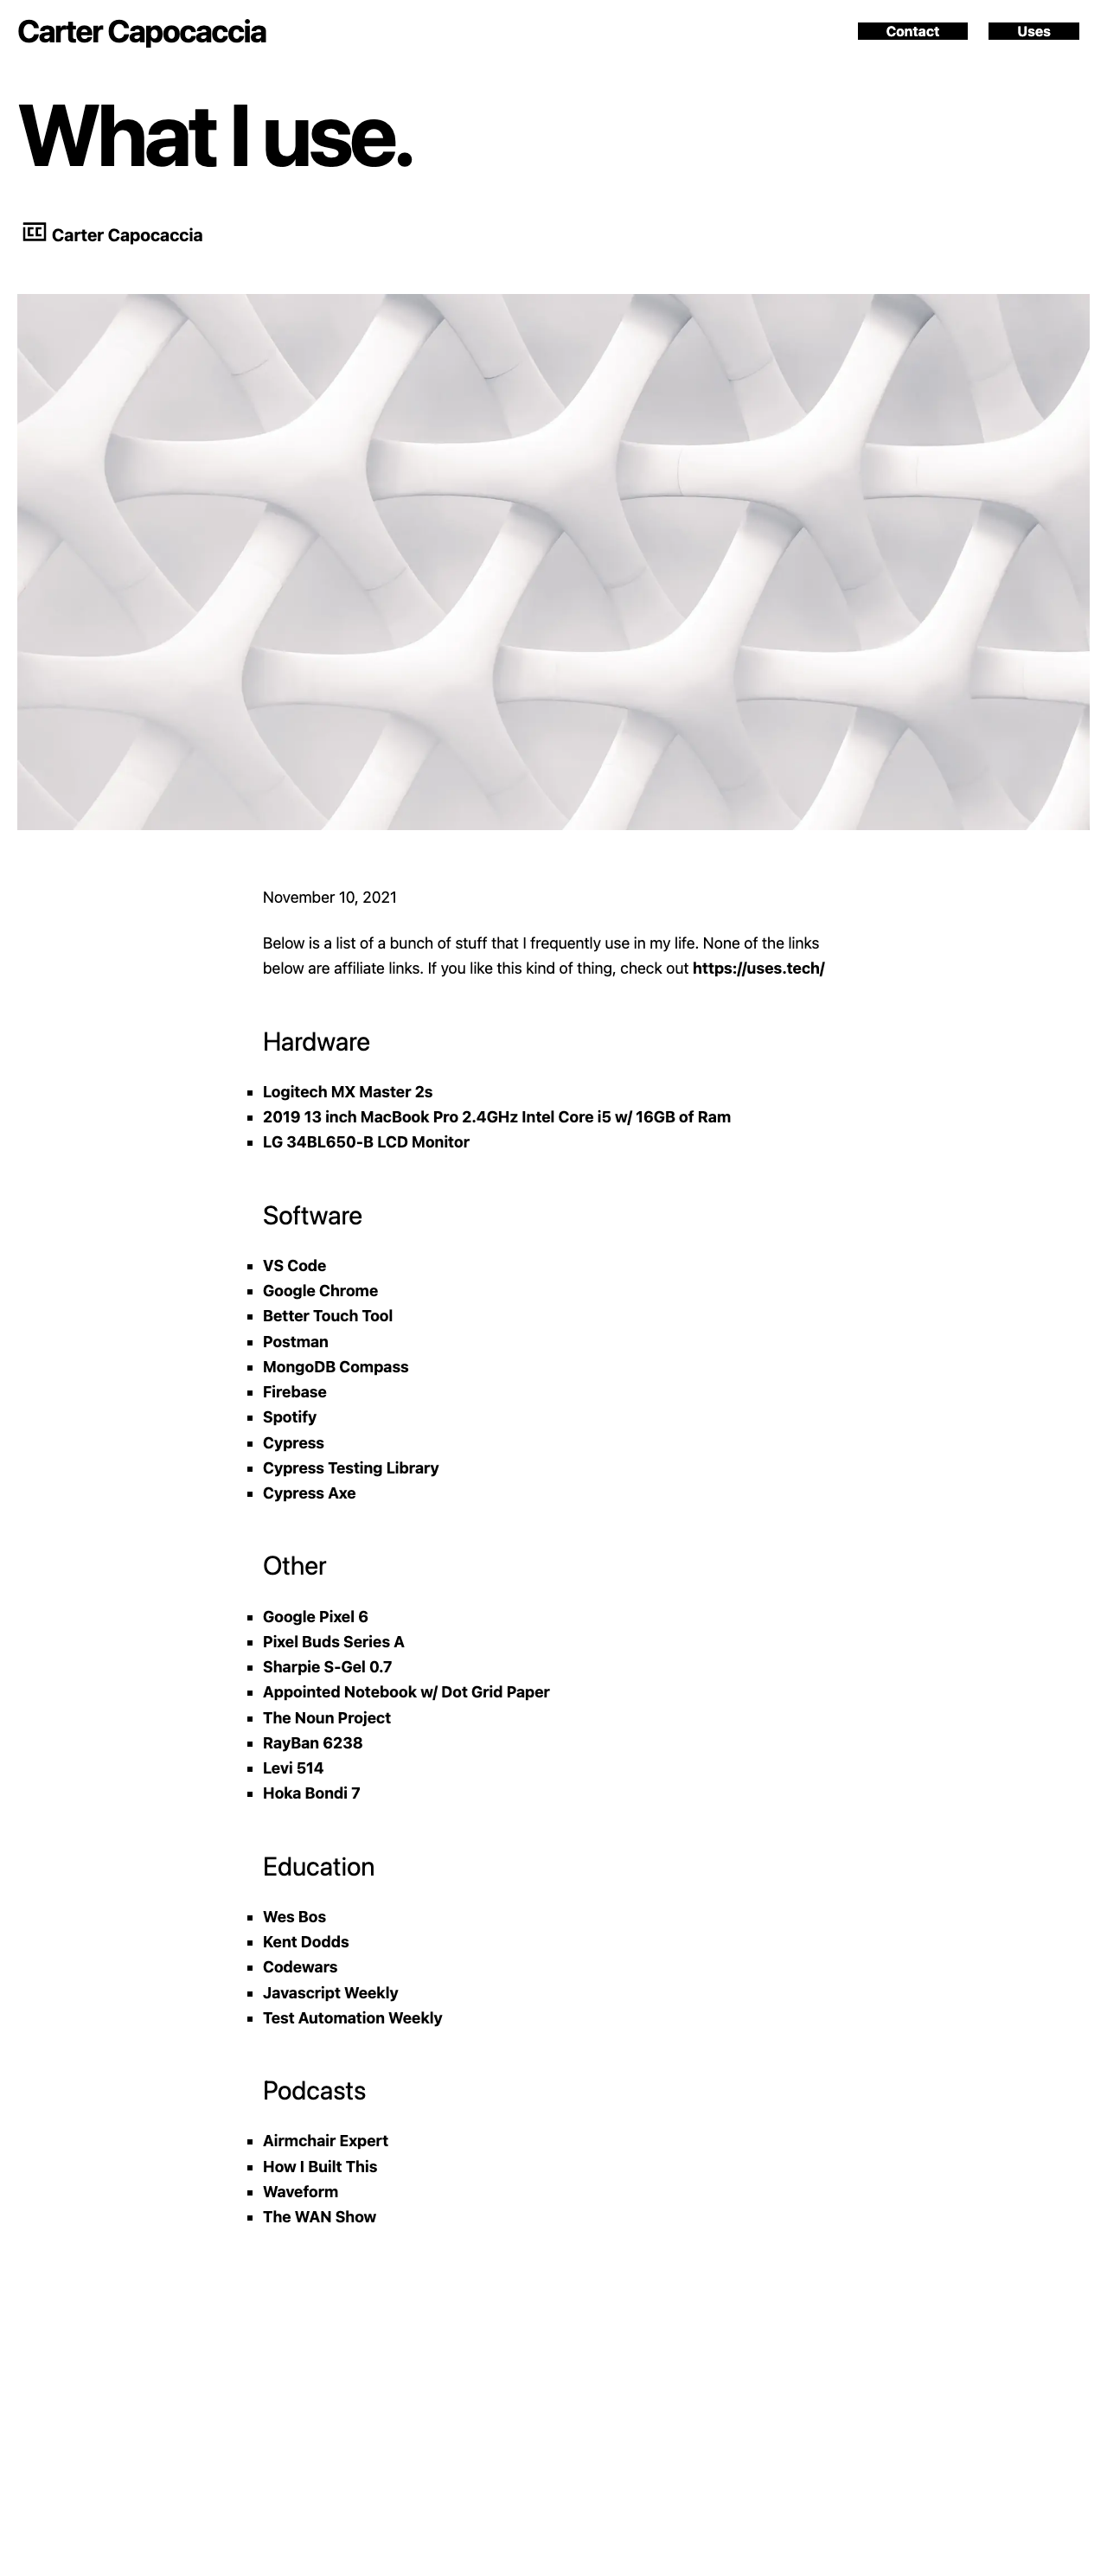 Carter Capocaccia
Contact
Uses
What I use.
CC Carter Capocaccia
November 10, 2021
Below is a list of a bunch of stuff that I frequently use in my life. None of the links
below are affiliate links. If you like this kind of thing, check out https://uses.tech/
Hardware
Logitech MX Master 2s
2019 13 inch MacBook Pro 2.4GHz Intel Core i5 w/ 16GB of Ram
LG 34BL650-B LCD Monitor
Software
VS Code
Google Chrome
Better Touch Tool
Postman
MongoDB Compass
Firebase
Spotify
Cypress
Cypress Testing Library
Cypress Axe
Other
Google Pixel 6
Pixel Buds Series A
Sharpie S-Gel 0.7
Appointed Notebook w/ Dot Grid Paper
The Noun Project
RayBan 6238
Levi 514
Hoka Bondi 7
Education
Wes Bos
Kent Dodds
Codewars
Javascript Weekly
Test Automation Weekly
Podcasts
Airmchair Expert
How I Built This
Waveform
The WAN Show